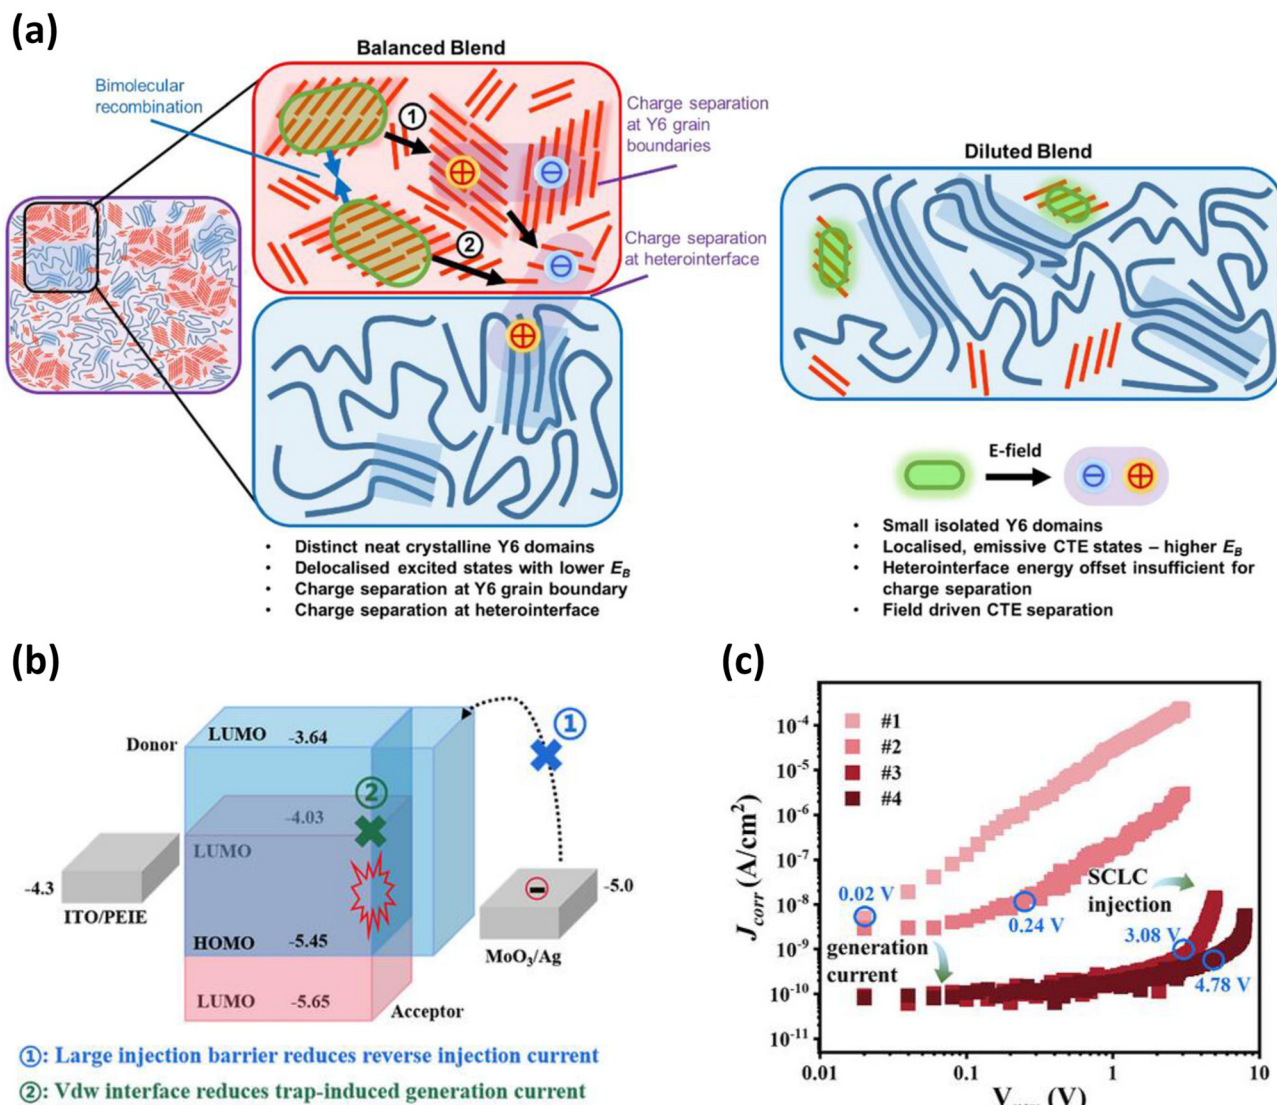 (a)
Balanced Blend
Bimolecular
recombination
1
2
Charge separation
at Y6 grain
boundaries
Charge separation
at heterointerface
• Distinct neat crystalline Y6 domains
• Delocalised excited states with lower E_B
• Charge separation at Y6 grain boundary
• Charge separation at heterointerface
Diluted Blend
E-field
• Small isolated Y6 domains
• Localised, emissive CTE states – higher E_B
• Heterointerface energy offset insufficient for
charge separation
• Field driven CTE separation
(b)
Donor
LUMO -3.64
①
②
-4.03
LUMO
-4.3
ITO/PEIE
-5.0
MoO₃/Ag
HOMO -5.45
LUMO -5.65
Acceptor
①: Large injection barrier reduces reverse injection current
②: Vdw interface reduces trap-induced generation current
(c)
J_corr (A/cm²)
10⁻⁴
10⁻⁵
10⁻⁶
10⁻⁷
10⁻⁸
10⁻⁹
10⁻¹⁰
10⁻¹¹
#1
#2
#3
#4
0.02 V
0.24 V
3.08 V
4.78 V
SCLC
injection
generation
current
0.01 0.1 1 10
(V)